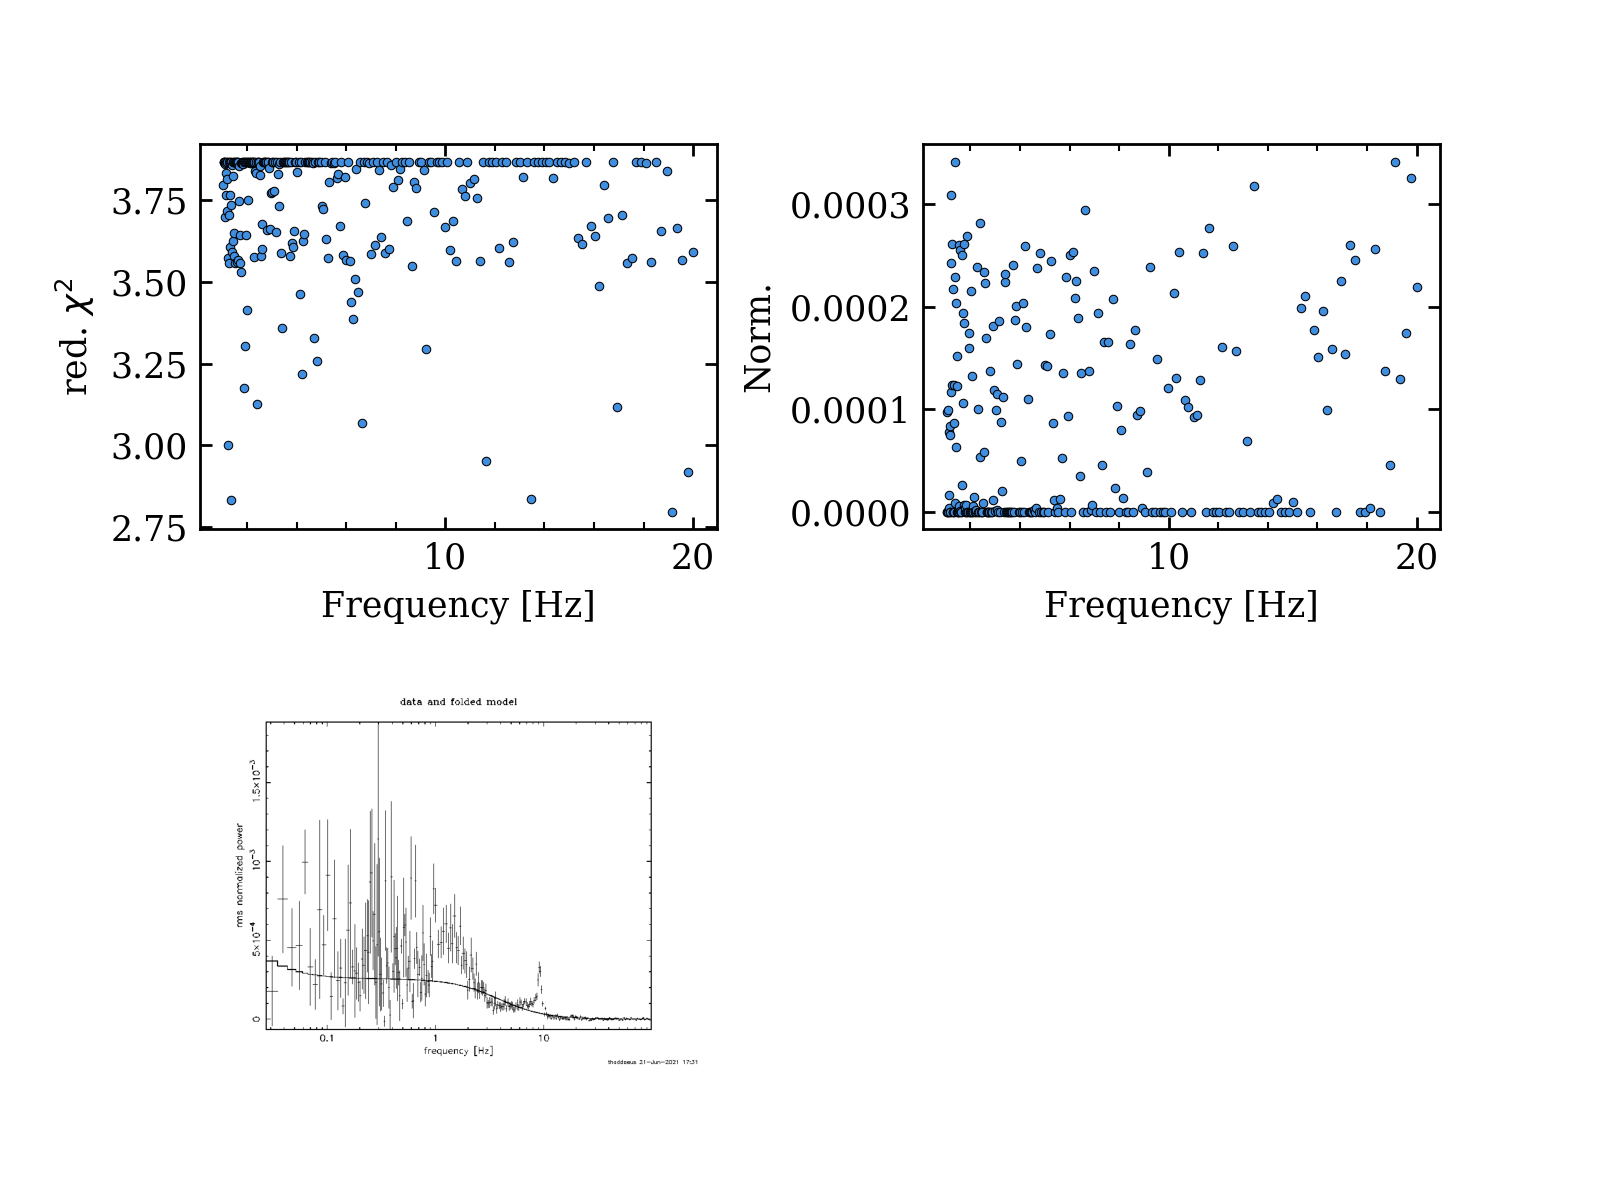 red. χ²
3.75
3.50
3.25
3.00
2.75
10
20
Frequency [Hz]
Norm.
0.0003
0.0002
0.0001
0.0000
10
20
Frequency [Hz]
data and folded model
rms normalized power
1.5×10⁻³
10⁻³
5×10⁻⁴
0
0.1
1
10
frequency [Hz]
thaddaeus 21-Jun-2021 17:31